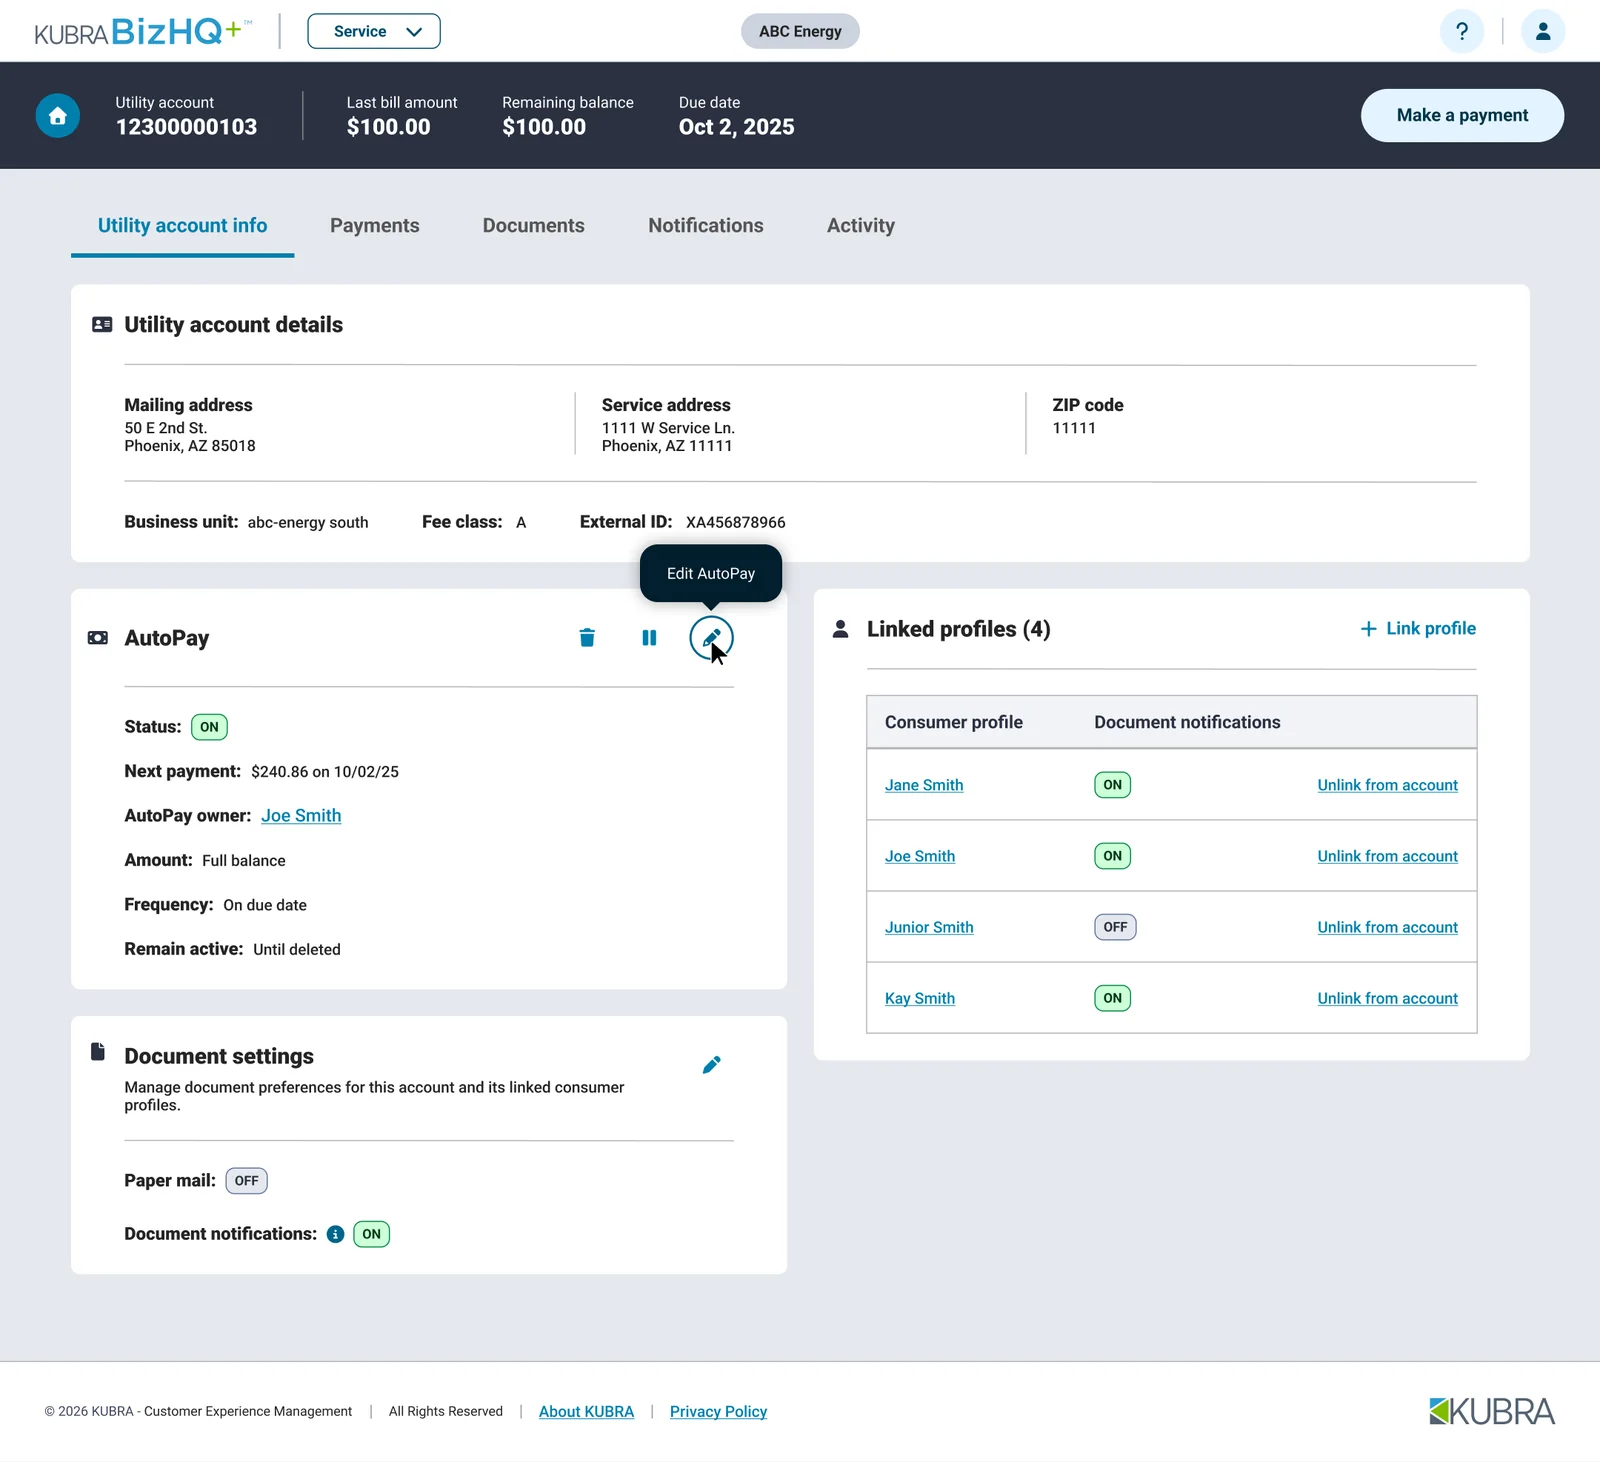 KUBRA BizHQ+™
Service
ABC Energy
?
Utility account
12300000103
Last bill amount
$100.00
Remaining balance
$100.00
Due date
Oct 2, 2025
Make a payment
Utility account info
Payments
Documents
Notifications
Activity
Utility account details
Mailing address
50 E 2nd St.
Phoenix, AZ 85018
Service address
1111 W Service Ln.
Phoenix, AZ 11111
ZIP code
11111
Business unit: abc-energy south
Fee class: A
External ID: XA456878966
Edit AutoPay
AutoPay
Status: ON
Next payment: $240.86 on 10/02/25
AutoPay owner: Joe Smith
Amount: Full balance
Frequency: On due date
Remain active: Until deleted
Linked profiles (4)
+ Link profile
Consumer profile Document notifications
Jane Smith ON Unlink from account
Joe Smith ON Unlink from account
Junior Smith OFF Unlink from account
Kay Smith ON Unlink from account
Document settings
Manage document preferences for this account and its linked consumer
profiles.
Paper mail: OFF
Document notifications: i ON
© 2026 KUBRA - Customer Experience Management | All Rights Reserved | About KUBRA | Privacy Policy
KUBRA